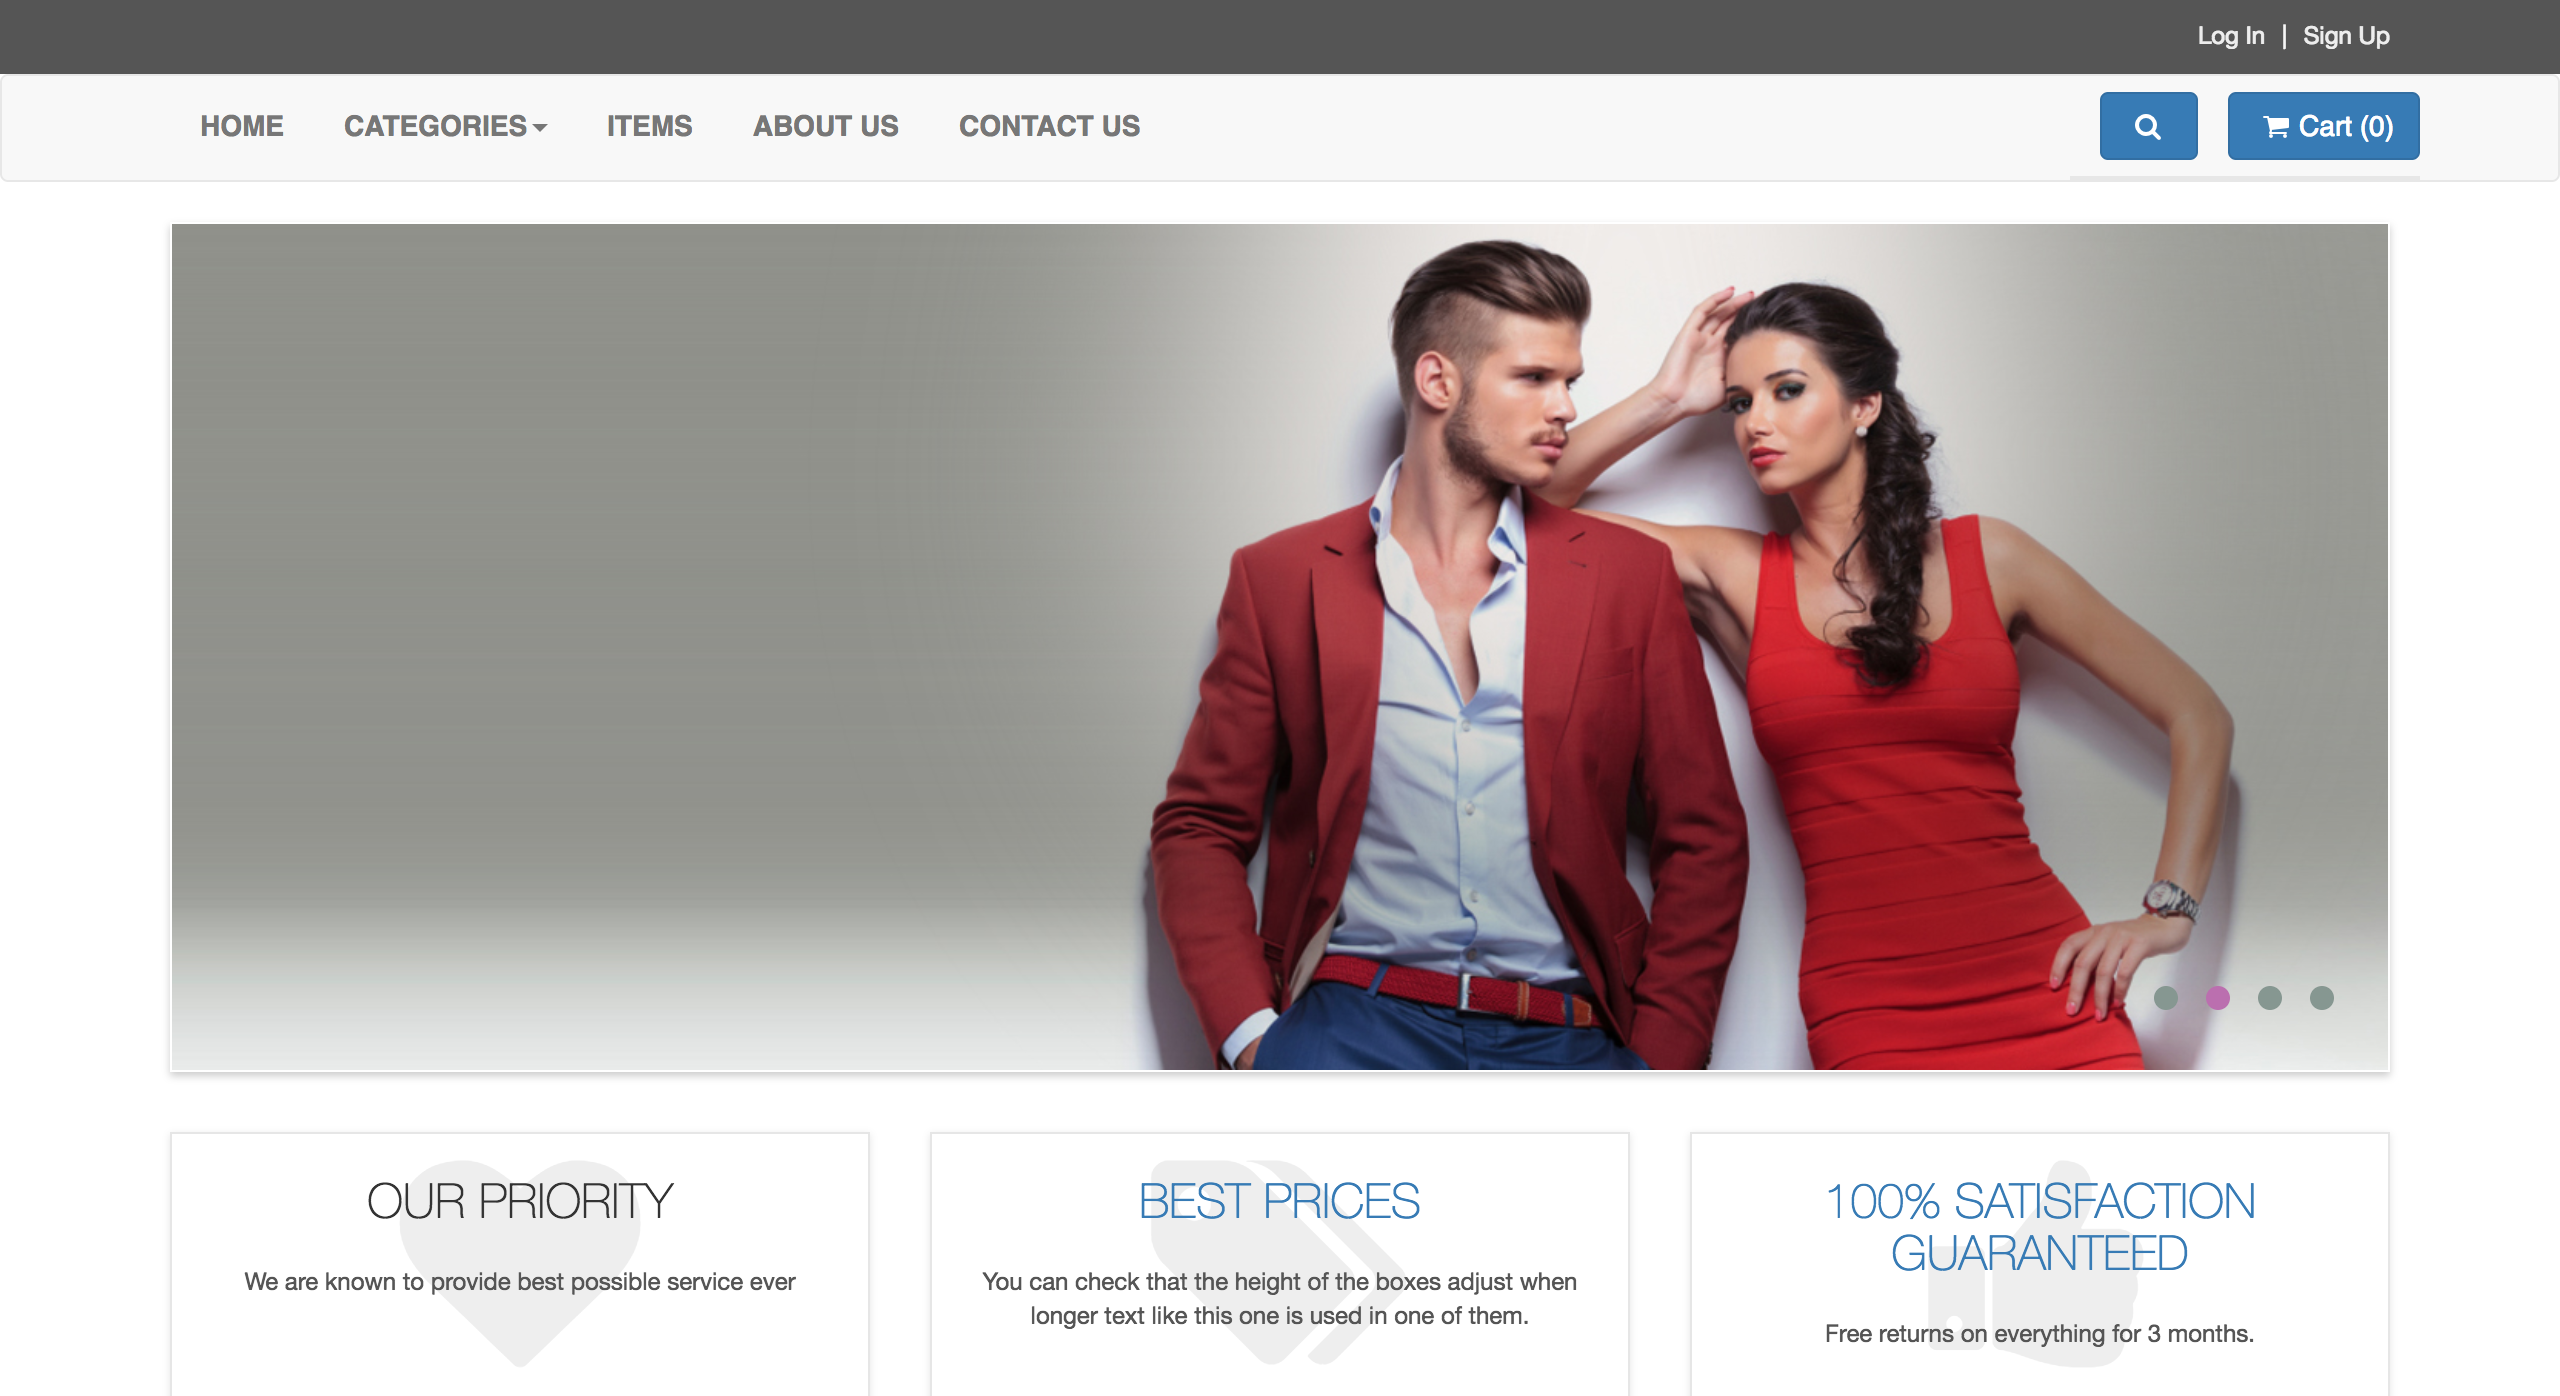 Log In | Sign Up
HOME CATEGORIES ITEMS ABOUT US CONTACT US Cart (0)
OUR PRIORITY
We are known to provide best possible service ever
BEST PRICES
You can check that the height of the boxes adjust when
longer text like this one is used in one of them.
100% SATISFACTION
GUARANTEED
Free returns on everything for 3 months.